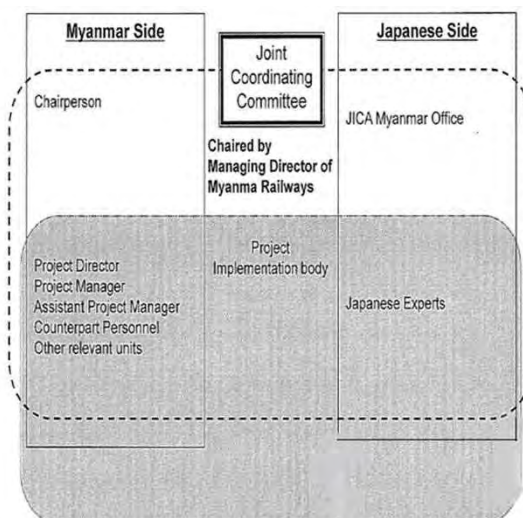 Myanmar Side
Joint
Coordinating
Committee
Japanese Side
Chairperson
JICA Myanmar Office
Chaired by
Managing Director of
Myanma Railways
Project
Implementation body
Project Director
Project Manager
Assistant Project Manager
Counterpart Personnel
Other relevant units
Japanese Experts